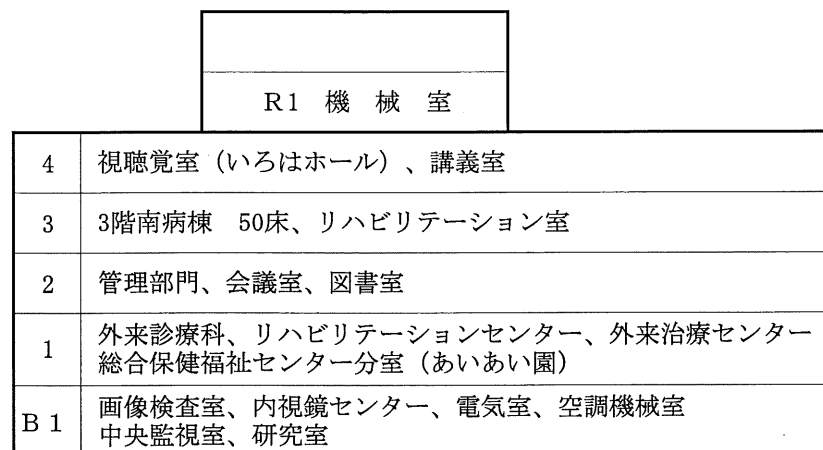 R1 機 械 室
4 視聴覚室(いろはホール)、講義室
3 3階南病棟 50床、リハビリテーション室
2 管理部門、会議室、図書室
1 外来診療科、リハビリテーションセンター、外来治療センター
総合保健福祉センター分室(あいあい園)
B1 画像検査室、内視鏡センター、電気室、空調機械室
中央監視室、研究室